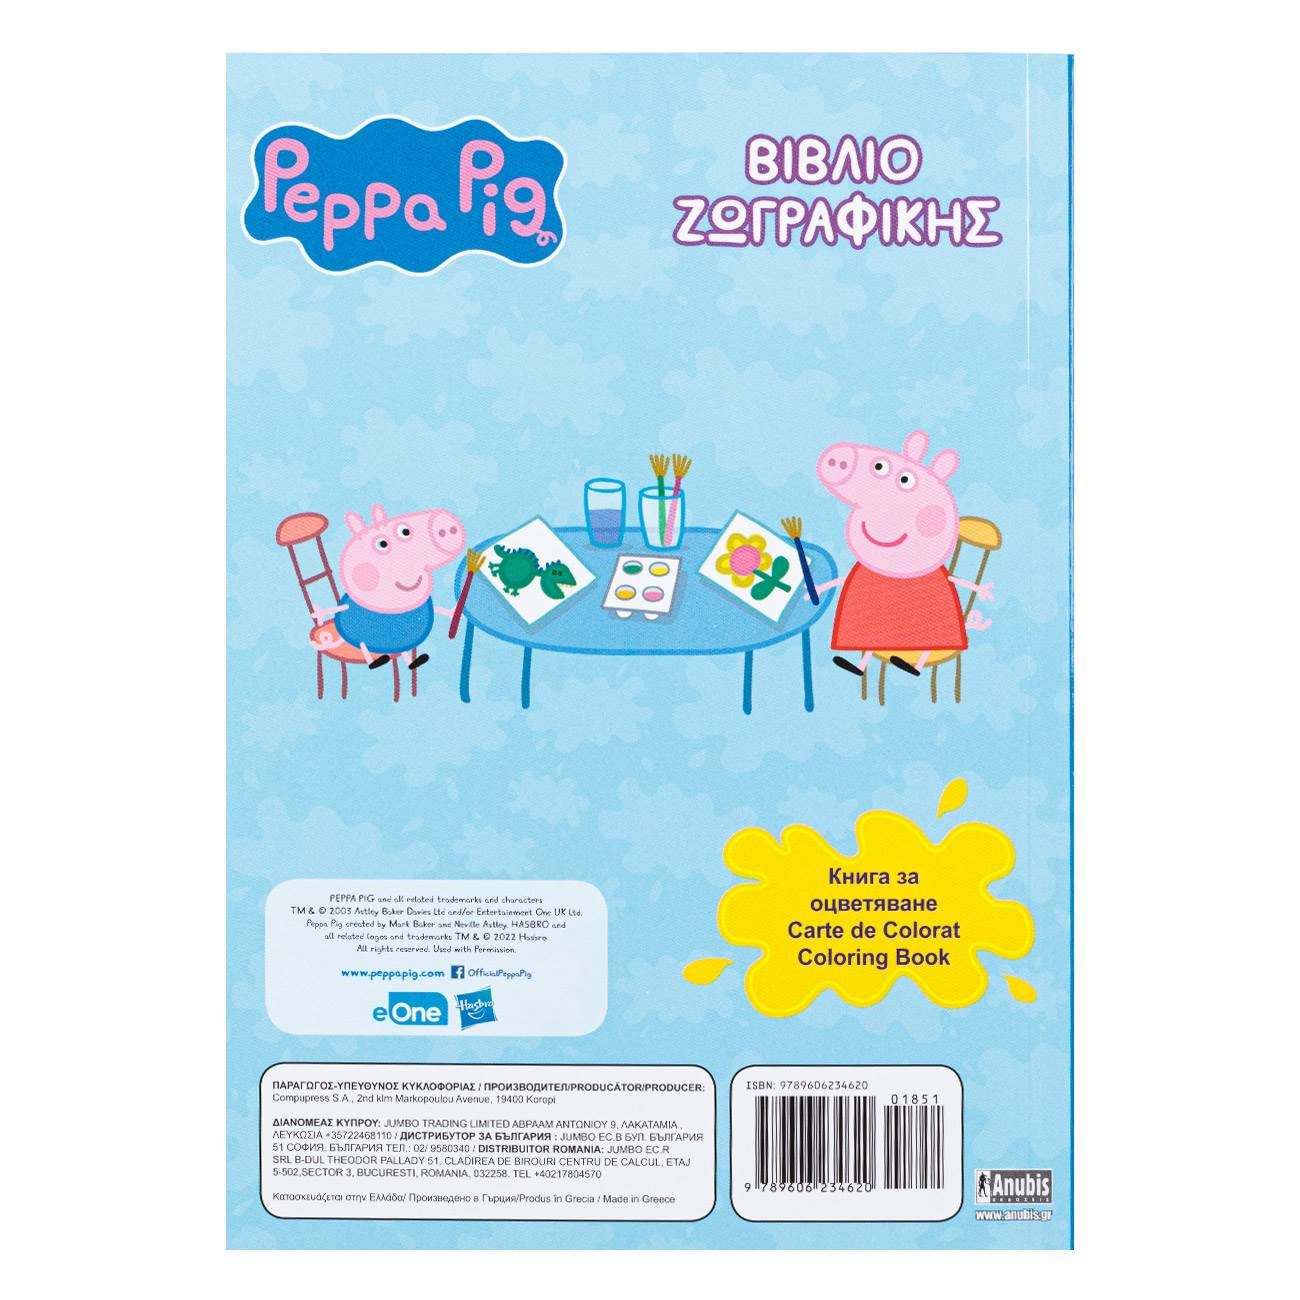 Peppa Pig
ΒΙΒΛΙΟ
ΖΩΓΡΑΦΙΚΗΣ
Книга за
оцветяване
Carte de Colorat
Coloring Book
PEPPA PIG and all related trademarks and characters
TM & © 2003 Astley Baker Davies Ltd and/or Entertainment One UK Ltd.
Peppa Pig created by Mark Baker and Neville Astley. HASBRO and
all related logos and trademarks TM & © 2022 Hasbro.
All rights reserved. Used with Permission.
www.peppapig.com OfficialPeppaPig
eOne Hasbro
ΠΑΡΑΓΩΓΟΣ-ΥΠΕΥΘΥΝΟΣ ΚΥΚΛΟΦΟΡΙΑΣ / ПРОИЗВОДИТЕЛ/PRODUCĂTOR/PRODUCER:
Compupress S.A., 2nd klm Markopoulou Avenue, 19400 Koropi
ΔΙΑΝΟΜΕΑΣ ΚΥΠΡΟΥ: JUMBO TRADING LIMITED ΑΒΡΑΑΜ ΑΝΤΩΝΙΟΥ 9, ΛΑΚΑΤΑΜΙΑ ,
ΛΕΥΚΩΣΙΑ +35722468110 / ДИСТРИБУТОР ЗА БЪЛГАРИЯ : JUMBO EC.B БУЛ. БЪЛГАРИЯ
51 СОФИЯ, БЪЛГАРИЯ ТЕЛ.: 02/ 9580340 / DISTRIBUITOR ROMANIA: JUMBO EC.R
SRL B-DUL THEODOR PALLADY 51, CLADIREA DE BIROURI CENTRU DE CALCUL, ETAJ
5-502,SECTOR 3, BUCURESTI, ROMANIA, 032258. TEL +40217804570
Κατασκευάζεται στην Ελλάδα/ Произведено в Гърция/Produs în Grecia / Made in Greece
ISBN: 9789606234620
01851
9 789606 234620
Anubis
ΕΚΔΟΣΕΙΣ
www.anubis.gr